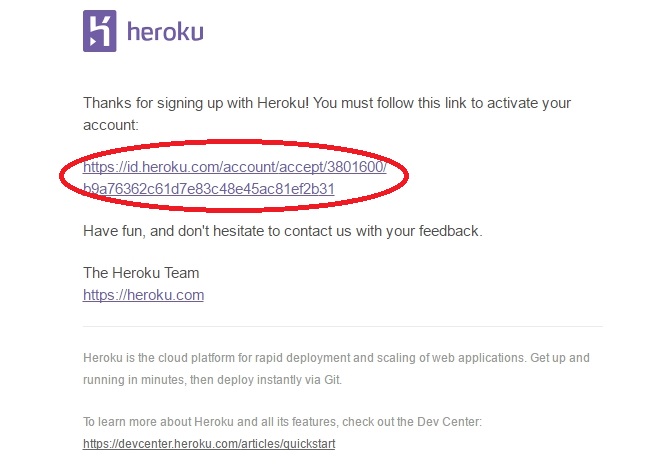 heroku
Thanks for signing up with Heroku! You must follow this link to activate your
account:
https://id.heroku.com/account/accept/3801600/
b9a76362c61d7e83c48e45ac81ef2b31
Have fun, and don't hesitate to contact us with your feedback.
The Heroku Team
https://heroku.com
Heroku is the cloud platform for rapid deployment and scaling of web applications. Get up and
running in minutes, then deploy instantly via Git.
To learn more about Heroku and all its features, check out the Dev Center:
https://devcenter.heroku.com/articles/quickstart